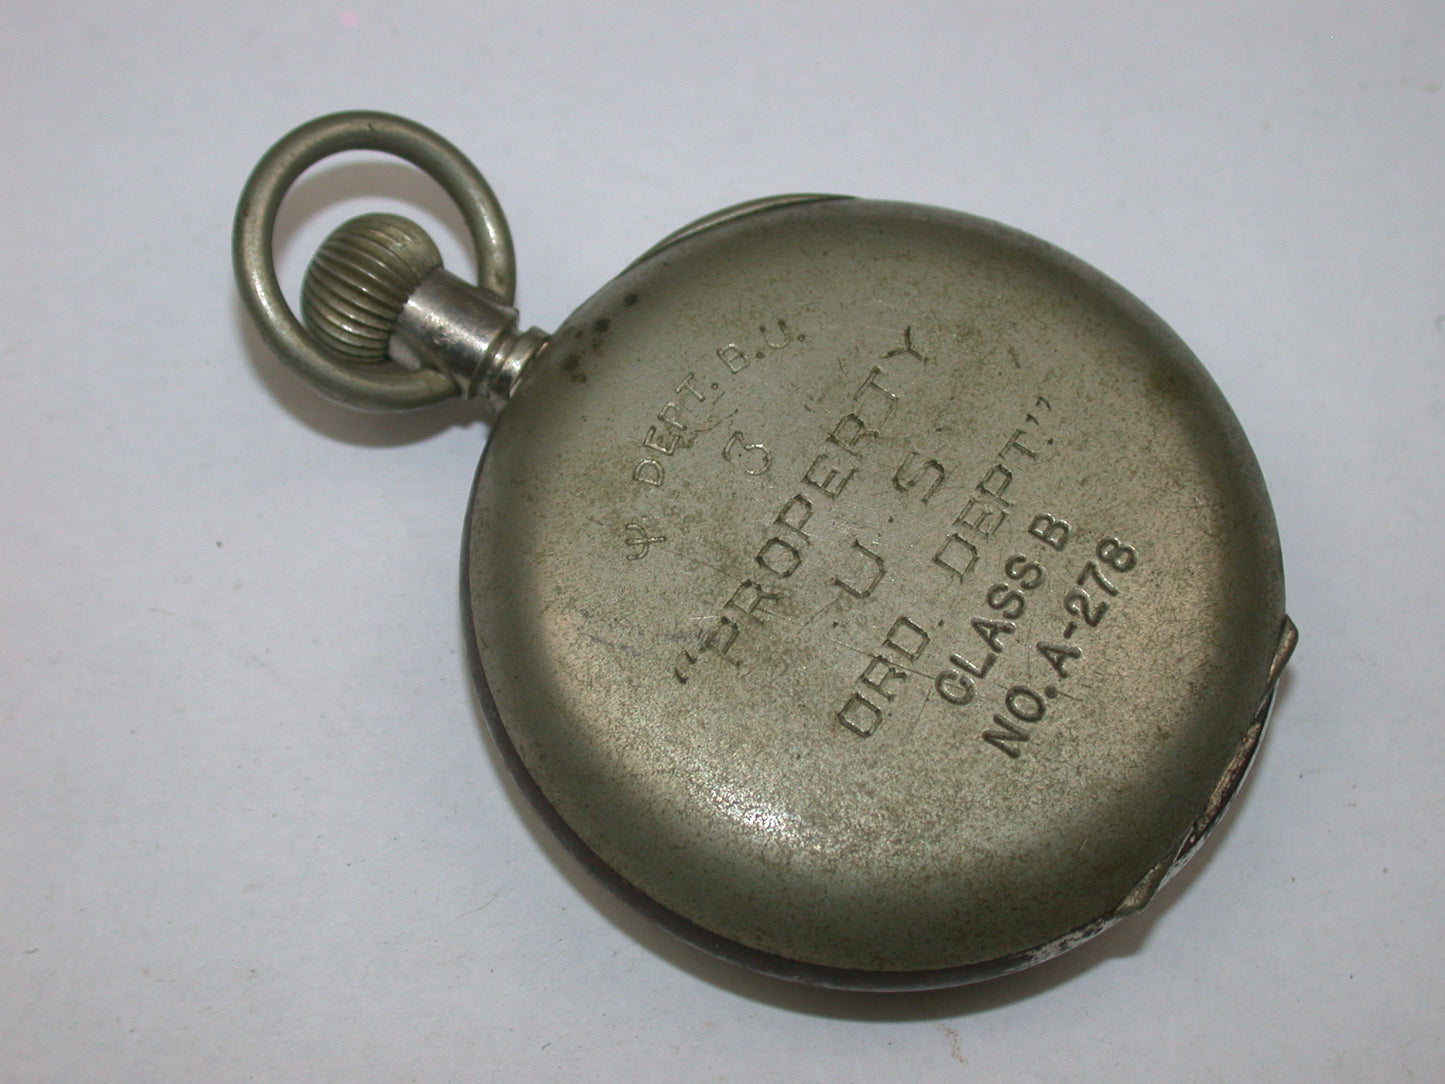 Ψ DEPT. B.U.
3
"PROPERTY
U S
ORD. DEPT."
CLASS B
NO. A-278